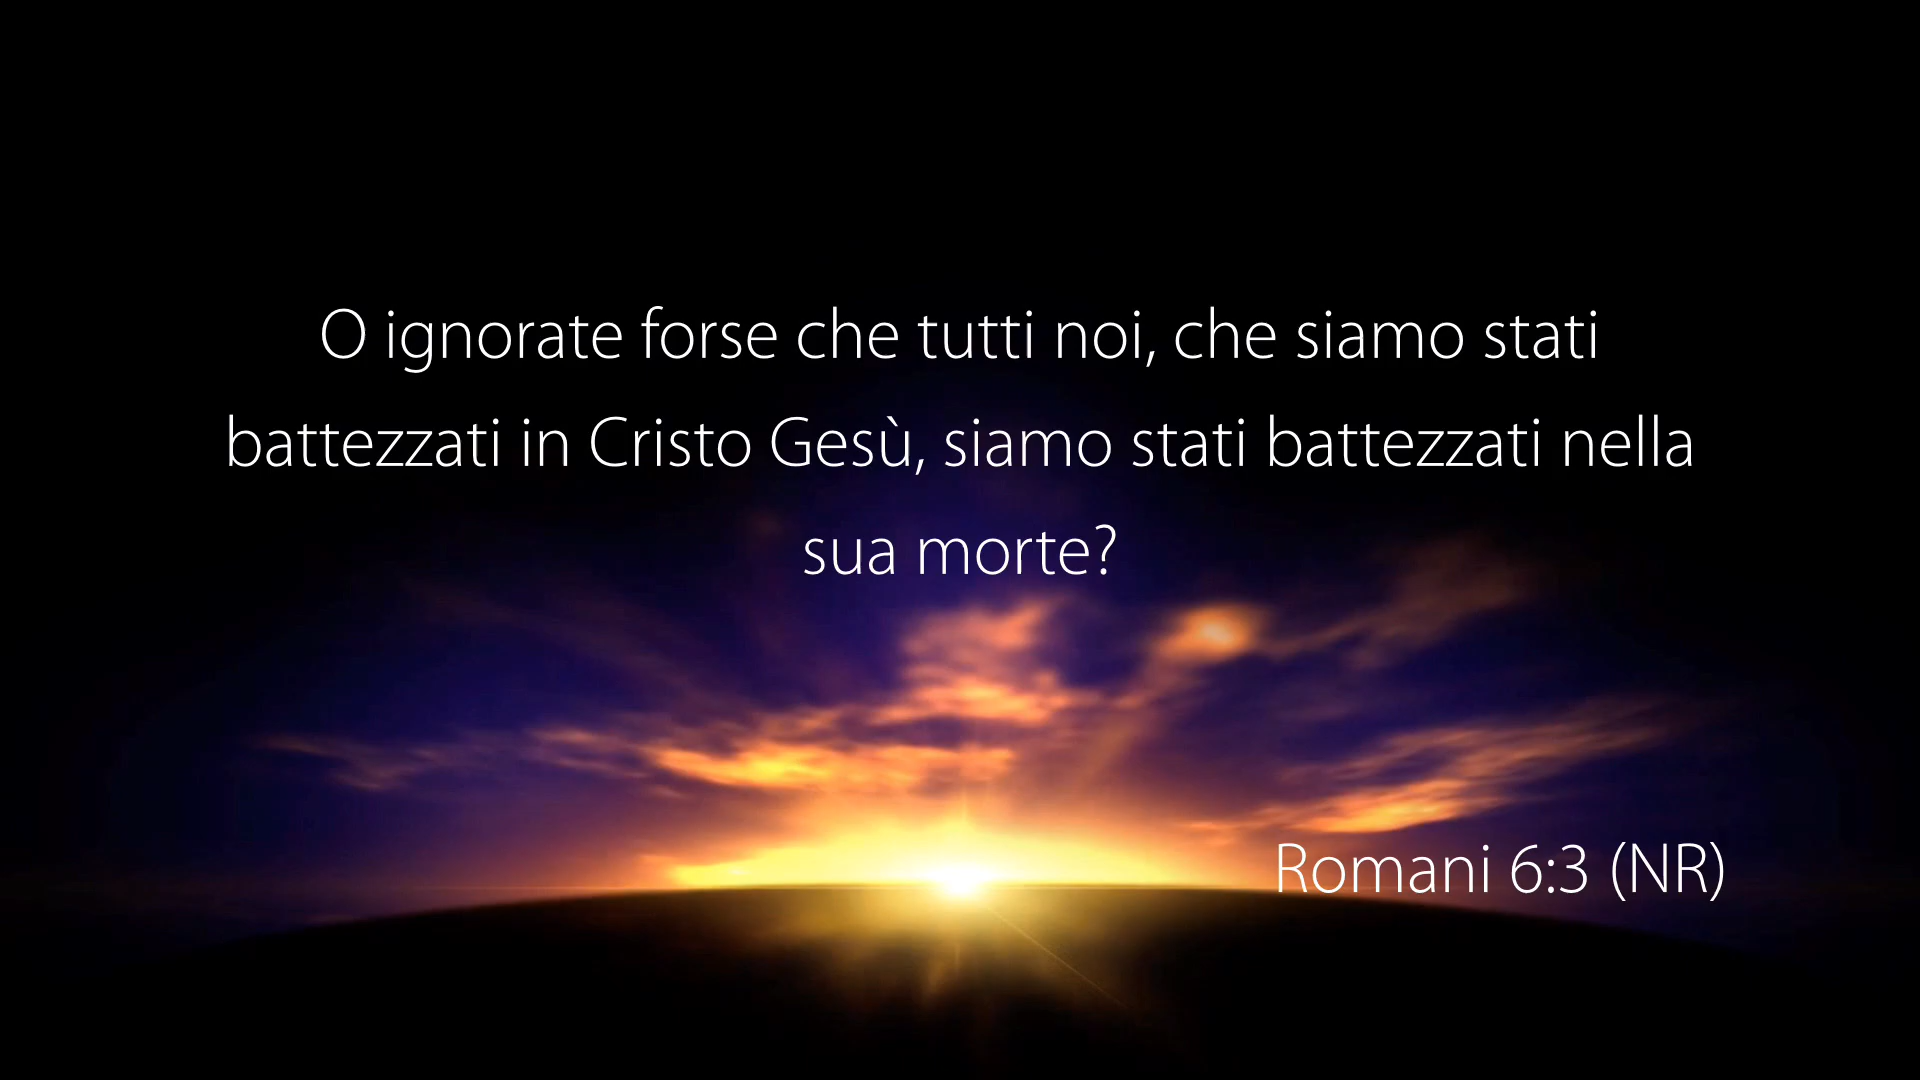 O ignorate forse che tutti noi, che siamo stati
battezzati in Cristo Gesù, siamo stati battezzati nella
sua morte?
Romani 6:3 (NR)